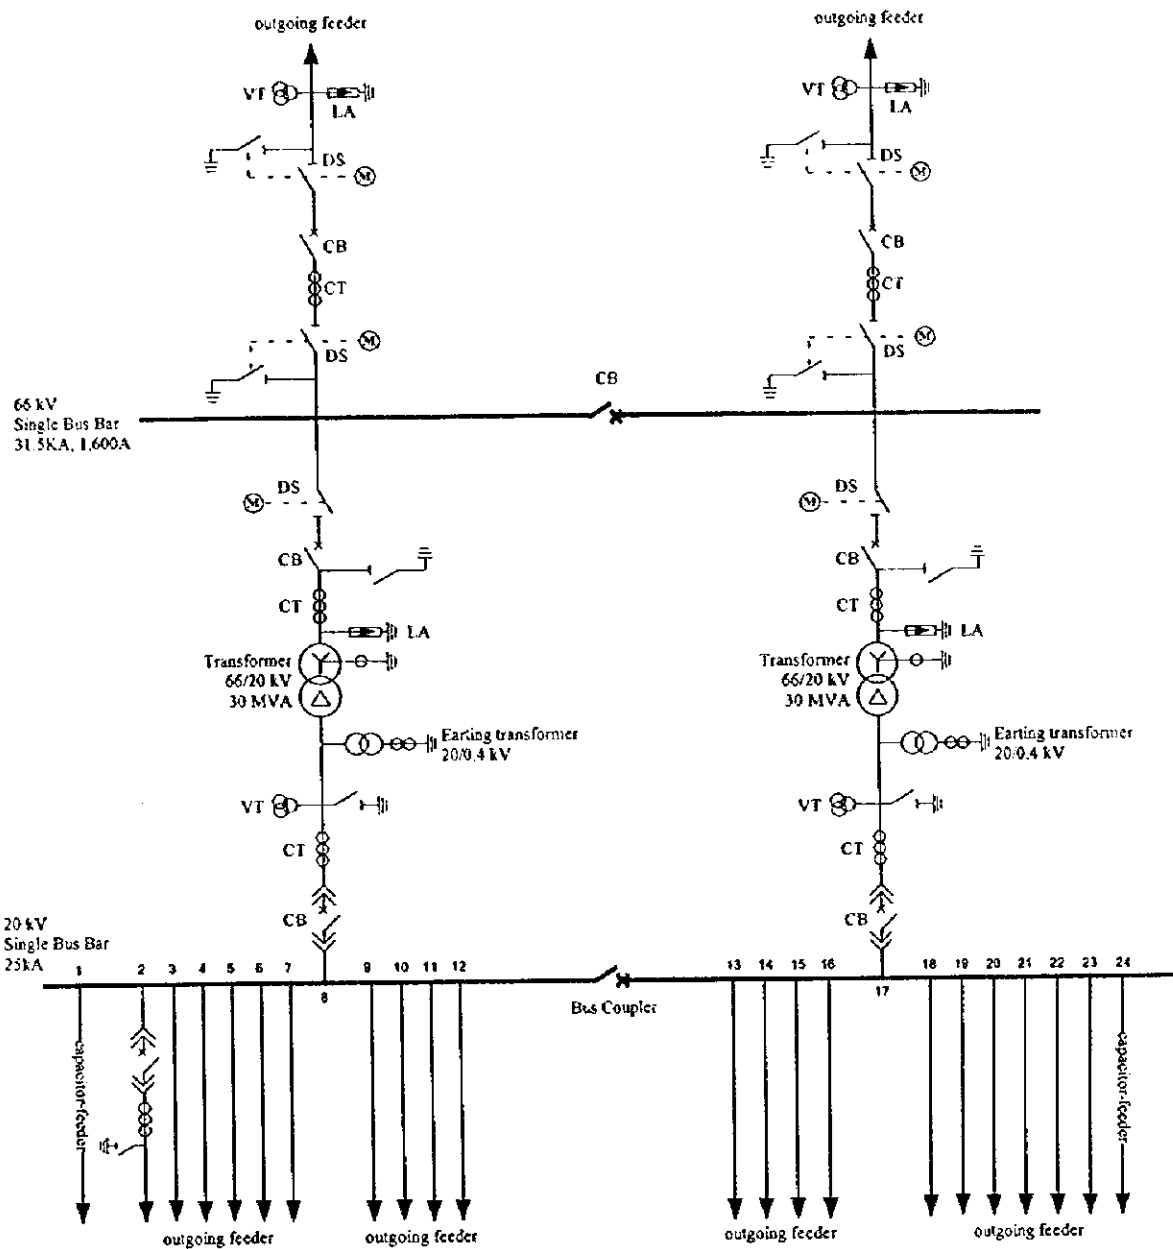 outgoing feeder
outgoing feeder
VT
LA
VT
LA
DS
M
DS
M
CB
CB
CT
CT
M
DS
M
DS
CB
66 kV
Single Bus Bar
31.5KA, 1,600A
DS
M
DS
M
CB
CB
CT
CT
LA
LA
Transformer
66/20 kV
30 MVA
Transformer
66/20 kV
30 MVA
Earting transformer
20/0.4 kV
Earting transformer
20/0.4 kV
VT
VT
CT
CT
CB
CB
20 kV
Single Bus Bar
25kA
1 2 3 4 5 6 7 9 10 11 12 13 14 15 16 18 19 20 21 22 23 24
8 17
Bus Coupler
capacitor-feeder
capacitor-feeder
outgoing feeder
outgoing feeder
outgoing feeder
outgoing feeder